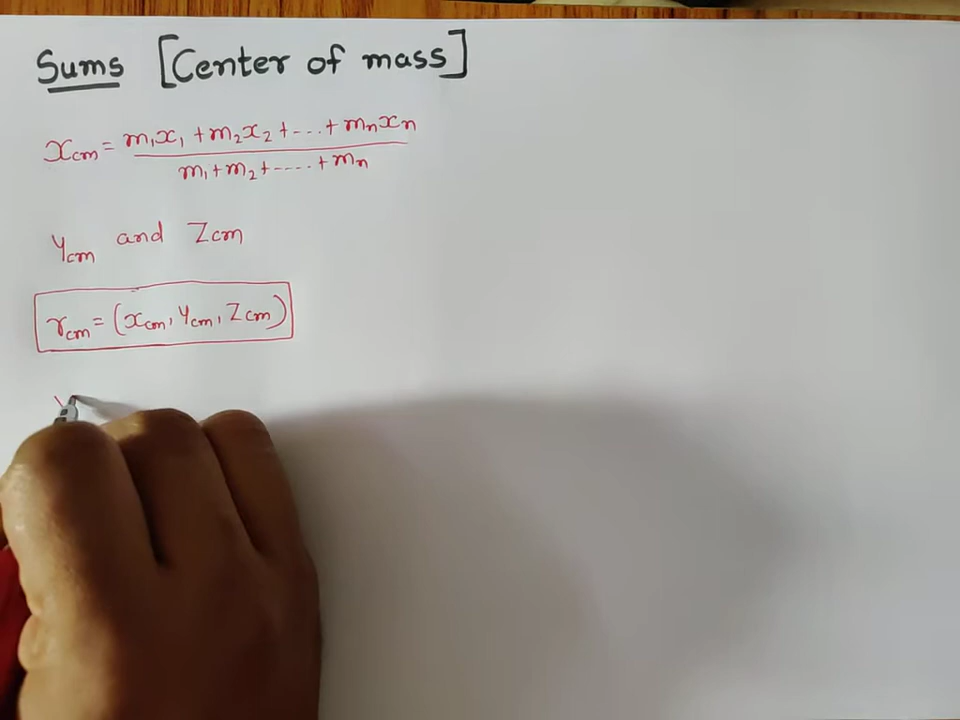 Sums [Center of mass]
xcm = m₁x₁ + m₂x₂ + ... + mₙxₙ
m₁ + m₂ + .... + mₙ
Ycm and Zcm
rcm = (xcm, Ycm, Zcm)